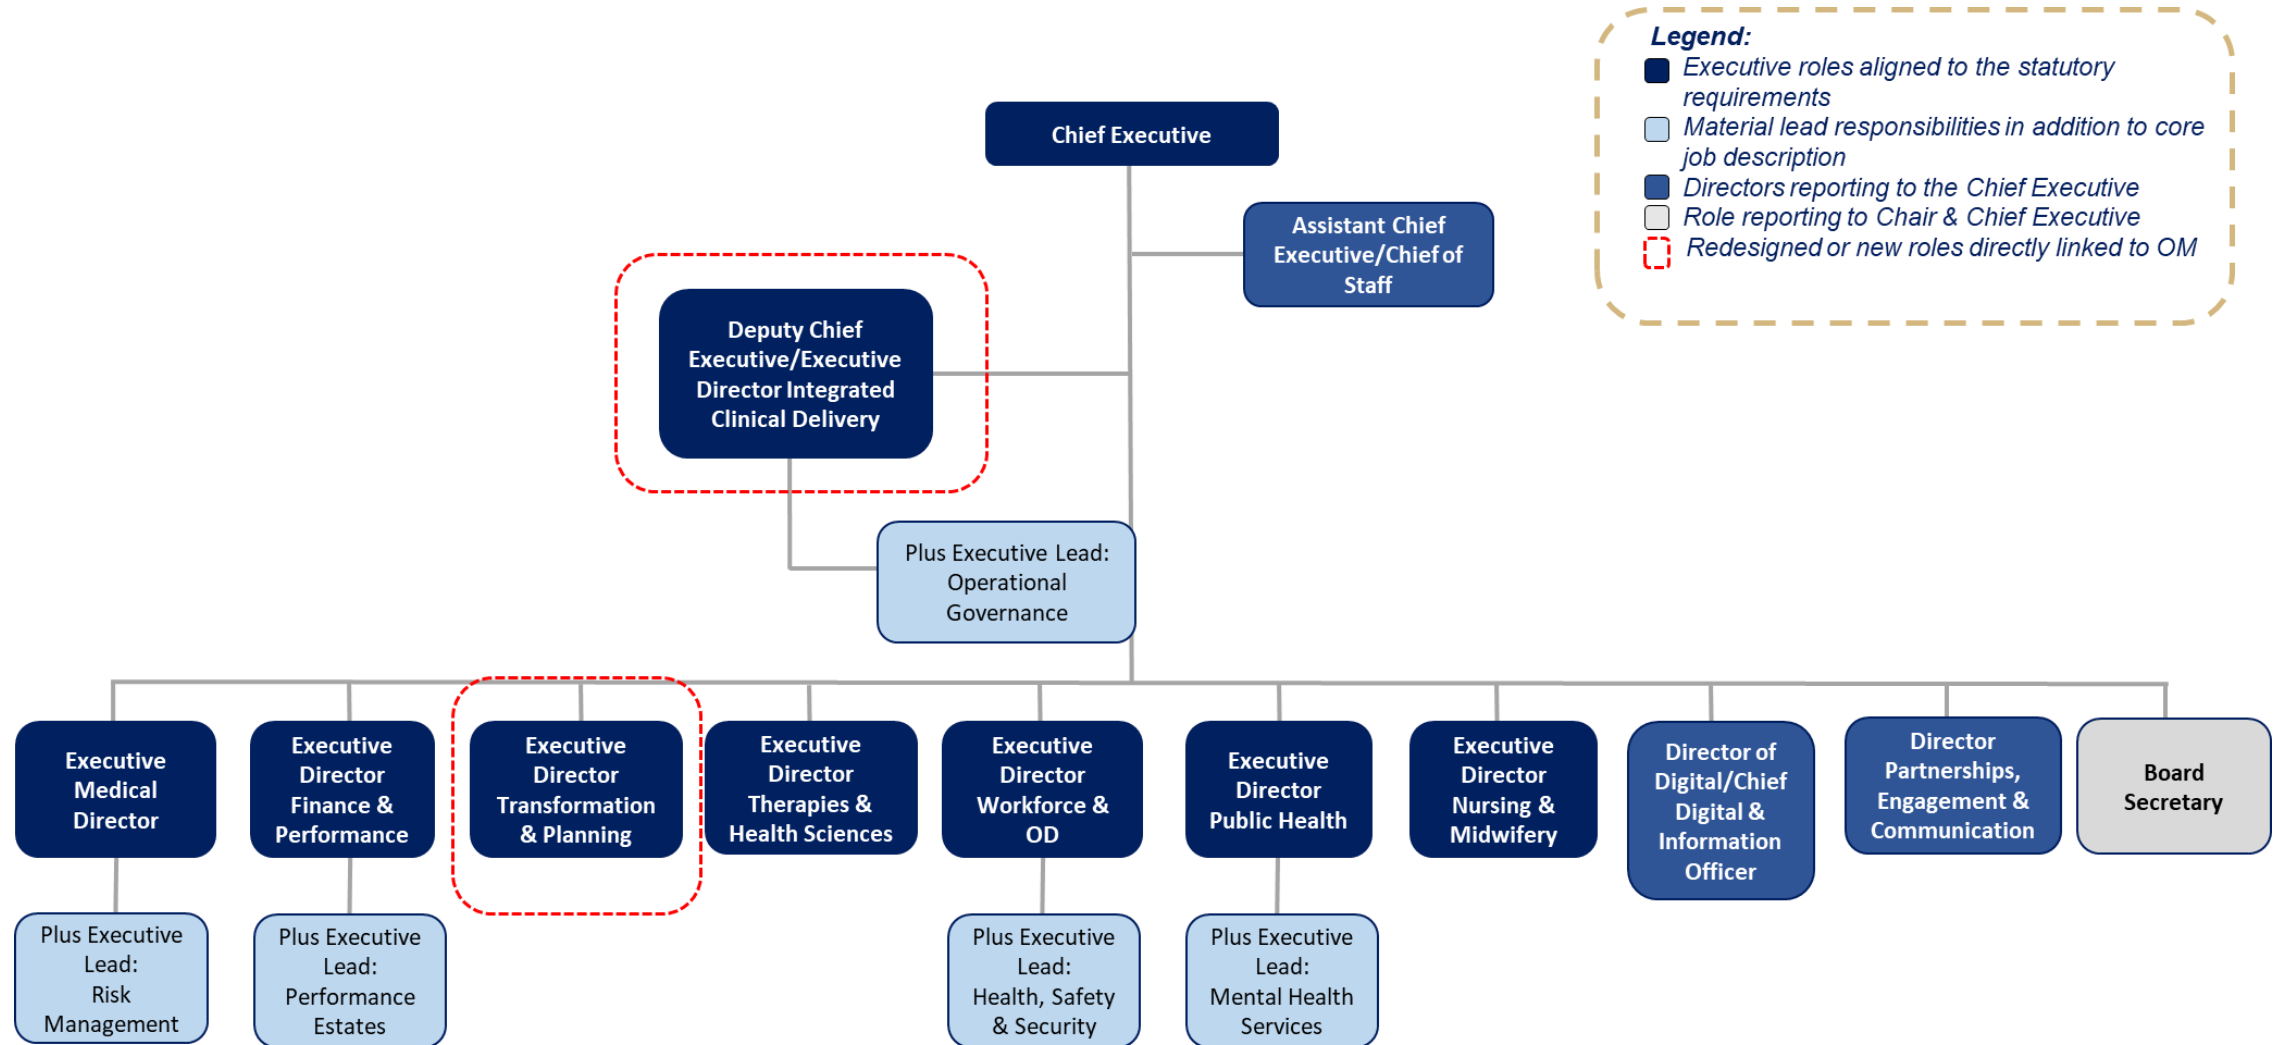 Legend:
Executive roles aligned to the statutory
requirements
Material lead responsibilities in addition to core
job description
Directors reporting to the Chief Executive
Role reporting to Chair & Chief Executive
Redesigned or new roles directly linked to OM
Chief Executive
Assistant Chief
Executive/Chief of
Staff
Deputy Chief
Executive/Executive
Director Integrated
Clinical Delivery
Plus Executive Lead:
Operational
Governance
Executive
Medical
Director
Executive
Director
Finance &
Performance
Executive
Director
Transformation
& Planning
Executive
Director
Therapies &
Health Sciences
Executive
Director
Workforce &
OD
Executive
Director
Public Health
Executive
Director
Nursing &
Midwifery
Director of
Digital/Chief
Digital &
Information
Officer
Director
Partnerships,
Engagement &
Communication
Board
Secretary
Plus Executive
Lead:
Risk
Management
Plus Executive
Lead:
Performance
Estates
Plus Executive
Lead:
Health, Safety
& Security
Plus Executive
Lead:
Mental Health
Services